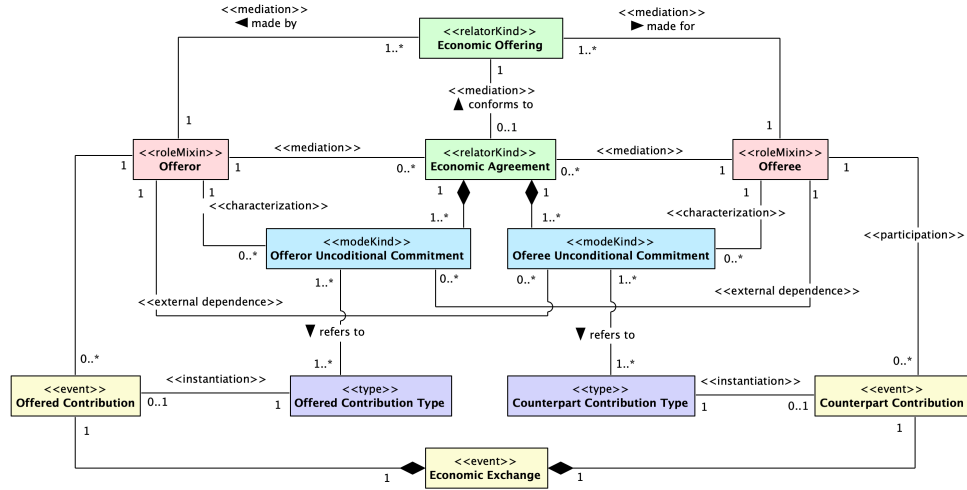 <<mediation>>
◀ made by
<<mediation>>
▶ made for
<<relatorKind>>
Economic Offering
1..*
1..*
1
<<mediation>>
▲ conforms to
0..1
1
1
<<roleMixin>>
Offeror
<<mediation>>
<<relatorKind>>
Economic Agreement
<<mediation>>
<<roleMixin>>
Offeree
1
1
0..*
0..*
1
1
1
1
1
1
1
1
<<characterization>>
1..*
1..*
<<characterization>>
<<participation>>
<<modeKind>>
Offeror Uncoditional Commitment
<<modeKind>>
Oferee Unconditional Commitment
0..*
0..*
1..*
0..*
0..*
1..*
<<external dependence>>
<<external dependence>>
▼ refers to
▼ refers to
0..*
1..*
1..*
0..*
<<event>>
Offered Contribution
<<instantiation>>
0..1
1
<<type>>
Offered Contribution Type
<<type>>
Counterpart Contribution Type
<<instantiation>>
1
0..1
<<event>>
Counterpart Contribution
1
1
<<event>>
Economic Exchange
1
1